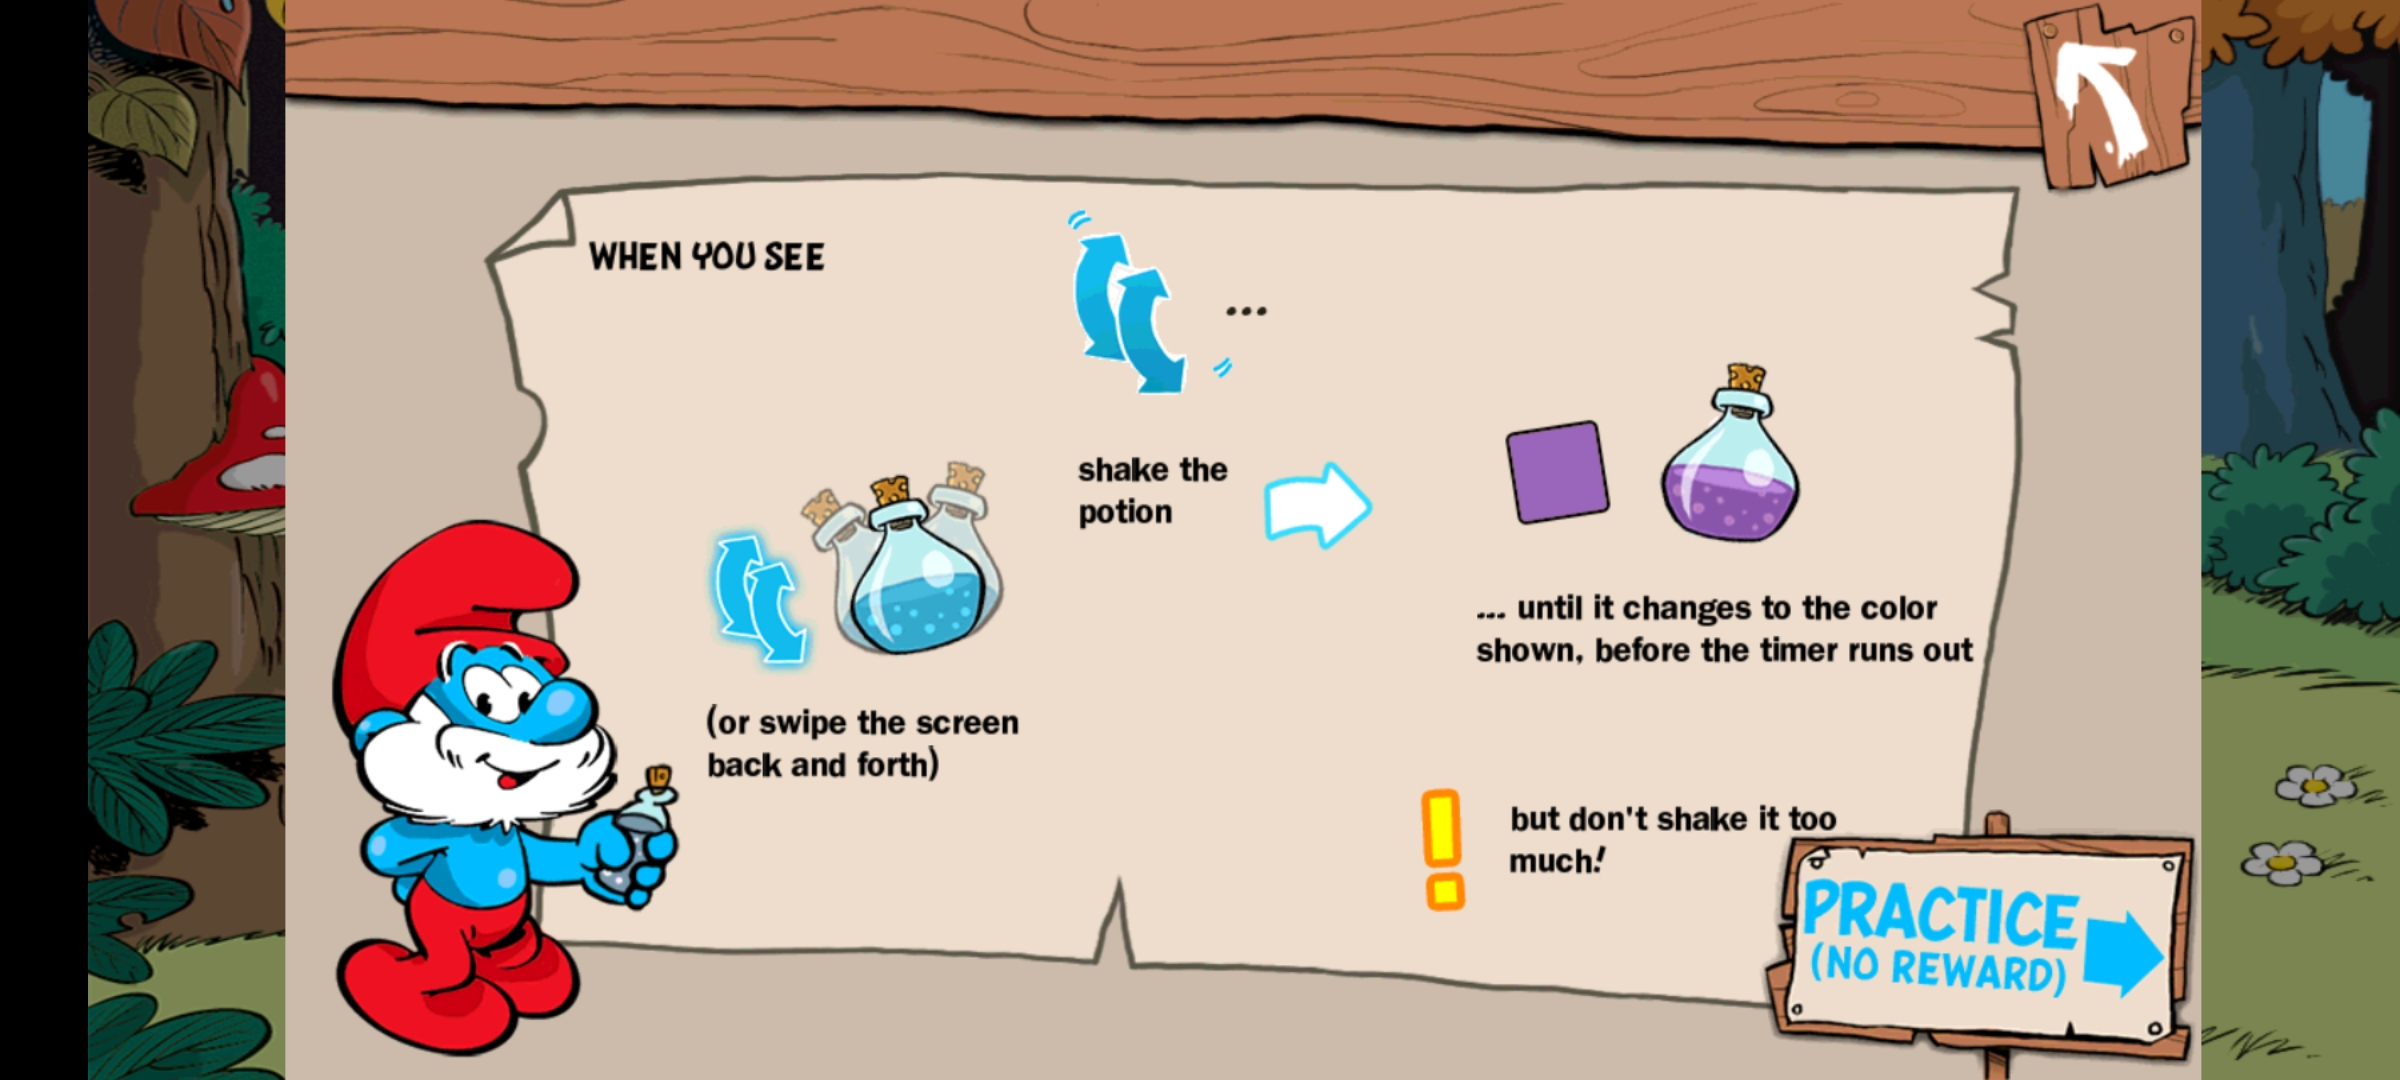 WHEN YOU SEE
...
shake the
potion
(or swipe the screen
back and forth)
... until it changes to the color
shown, before the timer runs out
but don't shake it too
much!
PRACTICE
(NO REWARD)